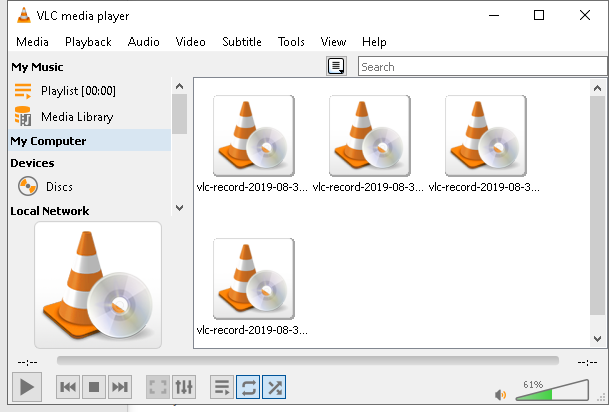 VLC media player
Media Playback Audio Video Subtitle Tools View Help
My Music
Search
Playlist [00:00]
Media Library
My Computer
Devices
Discs
Local Network
vlc-record-2019-08-3... vlc-record-2019-08-3... vlc-record-2019-08-3...
vlc-record-2019-08-3...
--:-- --:--
61%